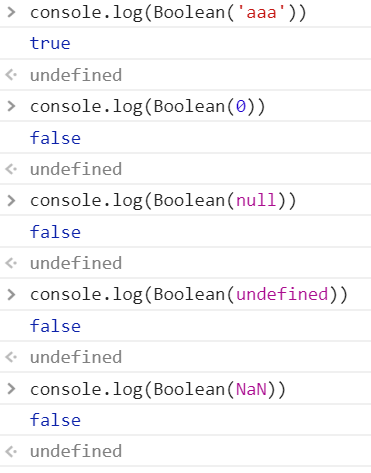 > console.log(Boolean('aaa'))
true
undefined
> console.log(Boolean(0))
false
undefined
> console.log(Boolean(null))
false
undefined
> console.log(Boolean(undefined))
false
undefined
> console.log(Boolean(NaN))
false
undefined